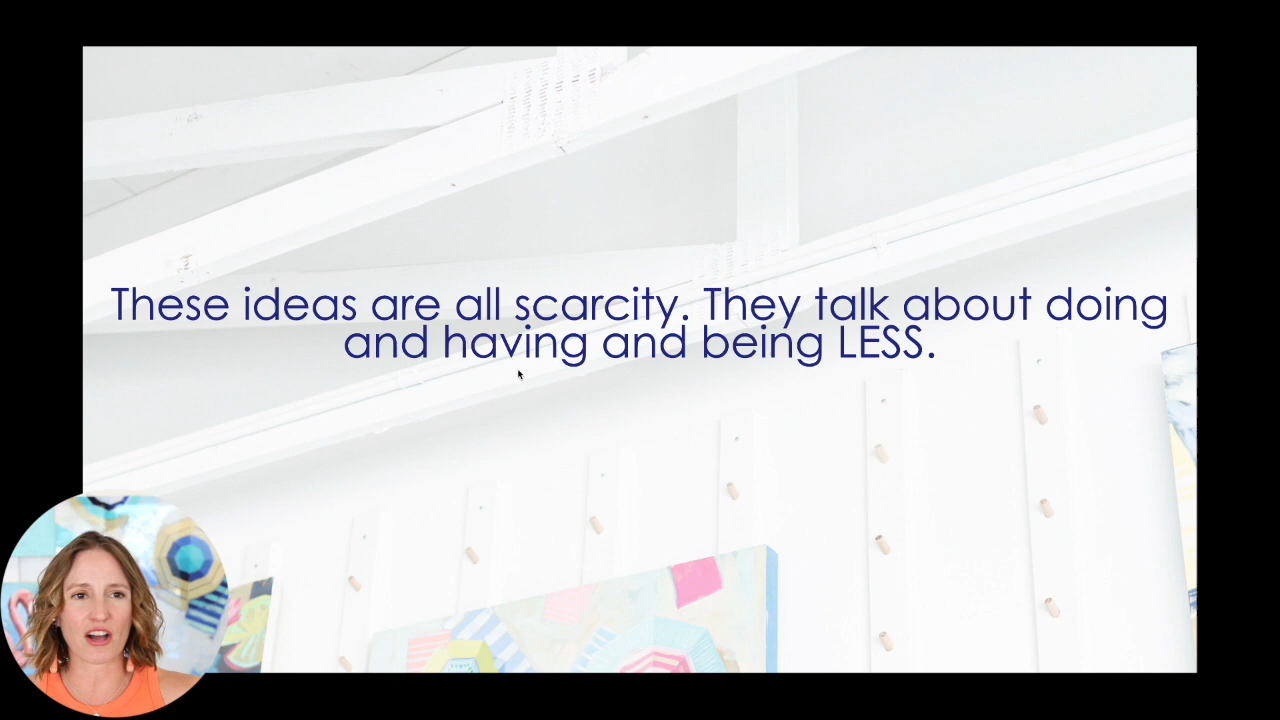 These ideas are all scarcity. They talk about doing
and having and being LESS.